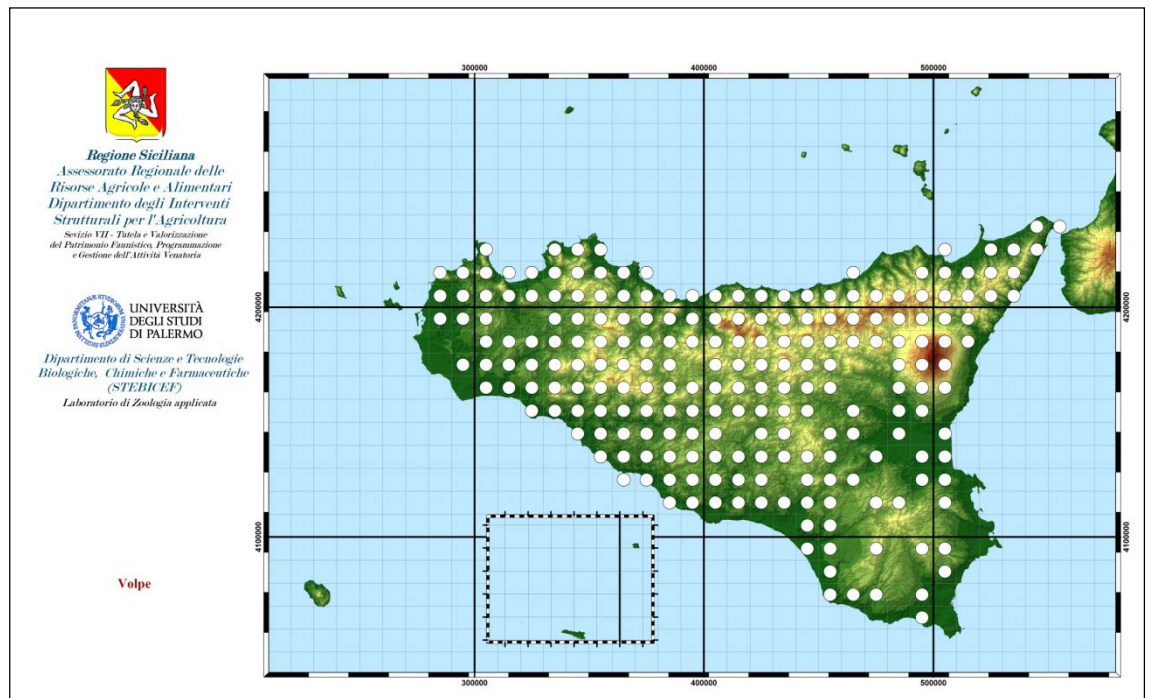 Regione Siciliana
Assessorato Regionale delle
Risorse Agricole e Alimentari
Dipartimento degli Interventi
Strutturali per l'Agricoltura
Sevizio VII - Tutela e Valorizzazione
del Patrimonio Faunistico, Programmazione
e Gestione dell'Attività Venatoria
UNIVERSITÀ
DEGLI STUDI
DI PALERMO
Dipartimento di Scienze e Tecnologie
Biologiche, Chimiche e Farmaceutiche
(STEBICEF)
Laboratorio di Zoologia applicata
Volpe
300000
400000
500000
4200000
4200000
4100000
4100000
300000
400000
500000